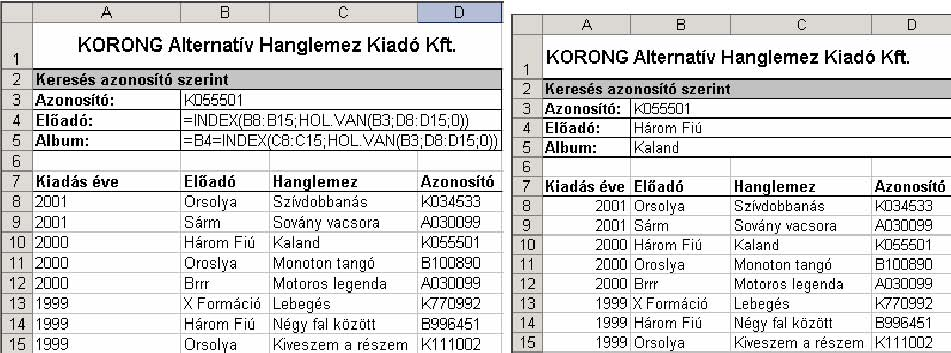 A B C D
1 KORONG Alternatív Hanglemez Kiadó Kft.
2 Keresés azonosító szerint
3 Azonosító: K055501
4 Előadó: =INDEX(B8:B15;HOL.VAN(B3;D8:D15;0))
5 Album: =B4=INDEX(C8:C15;HOL.VAN(B3;D8:D15;0))
6
7 Kiadás éve Előadó Hanglemez Azonosító
8 2001 Orsolya Szívdobbanás K034533
9 2001 Sárm Sovány vacsora A030099
10 2000 Három Fiú Kaland K055501
11 2000 Oroslya Monoton tangó B100890
12 2000 Brrr Motoros legenda A030099
13 1999 X Formáció Lebegés K770992
14 1999 Három Fiú Négy fal között B996451
15 1999 Orsolya Kiveszem a részem K111002
A B C D
1 KORONG Alternatív Hanglemez Kiadó Kft.
2 Keresés azonosító szerint
3 Azonosító: K055501
4 Előadó: Három Fiú
5 Album: Kaland
6
7 Kiadás éve Előadó Hanglemez Azonosító
8 2001 Orsolya Szívdobbanás K034533
9 2001 Sárm Sovány vacsora A030099
10 2000 Három Fiú Kaland K055501
11 2000 Oroslya Monoton tangó B100890
12 2000 Brrr Motoros legenda A030099
13 1999 X Formáció Lebegés K770992
14 1999 Három Fiú Négy fal között B996451
15 1999 Orsolya Kiveszem a részem K111002